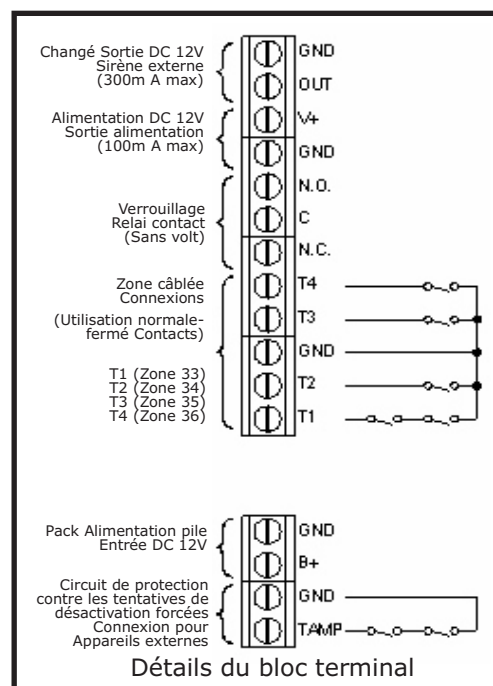 Changé Sortie DC 12V
Sirène externe
(300m A max)
GND
OUT
Alimentation DC 12V
Sortie alimentation
(100m A max)
V+
GND
Verrouillage
Relai contact
(Sans volt)
N.O.
C
N.C.
Zone câblée
Connexions
(Utilisation normale-
fermé Contacts)
T1 (Zone 33)
T2 (Zone 34)
T3 (Zone 35)
T4 (Zone 36)
T4
T3
GND
T2
T1
Pack Alimentation pile
Entrée DC 12V
GND
B+
Circuit de protection
contre les tentatives de
désactivation forcées
Connexion pour
Appareils externes
GND
TAMP
Détails du bloc terminal